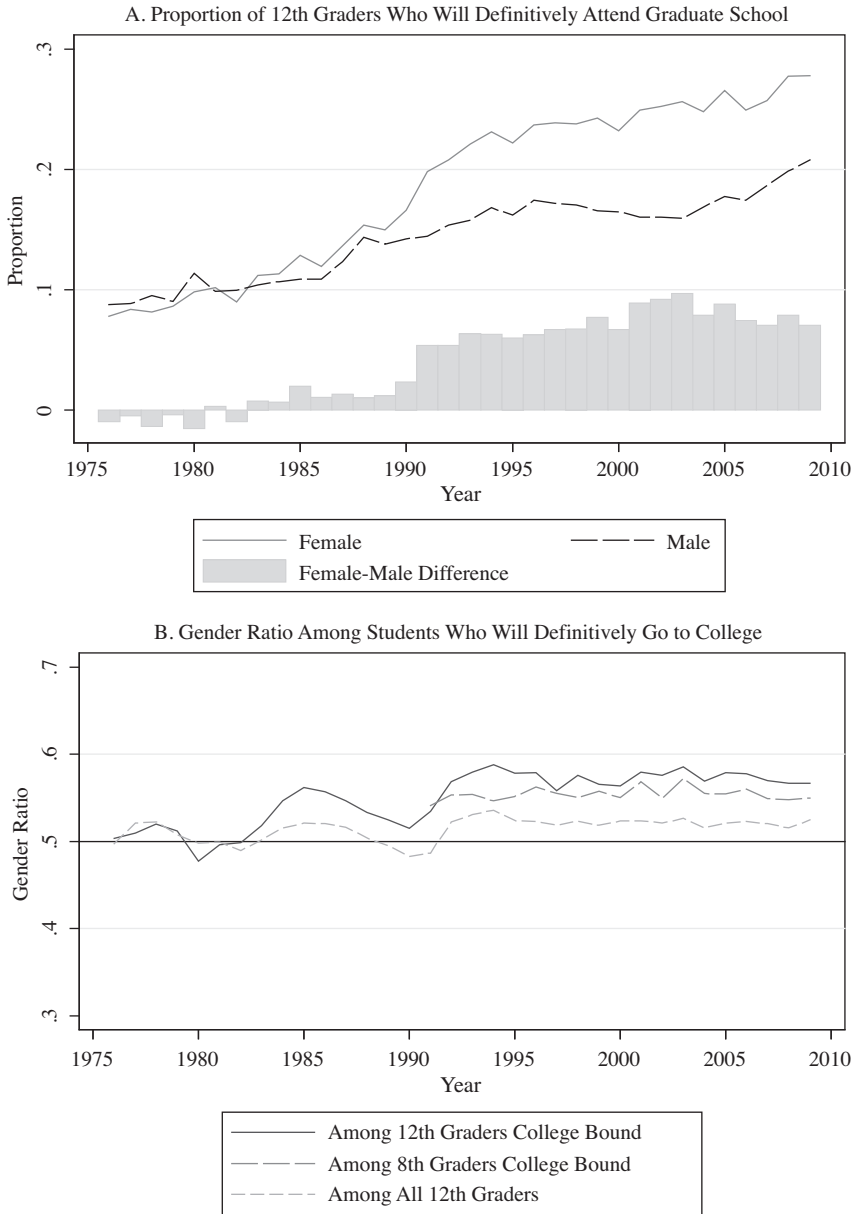 A. Proportion of 12th Graders Who Will Definitively Attend Graduate School
.3
.2
.1
0
Proportion
1975 1980 1985 1990 1995 2000 2005 2010
Year
Female Male
Female-Male Difference
B. Gender Ratio Among Students Who Will Definitively Go to College
.7
.6
.5
.4
.3
Gender Ratio
1975 1980 1985 1990 1995 2000 2005 2010
Year
Among 12th Graders College Bound
Among 8th Graders College Bound
Among All 12th Graders